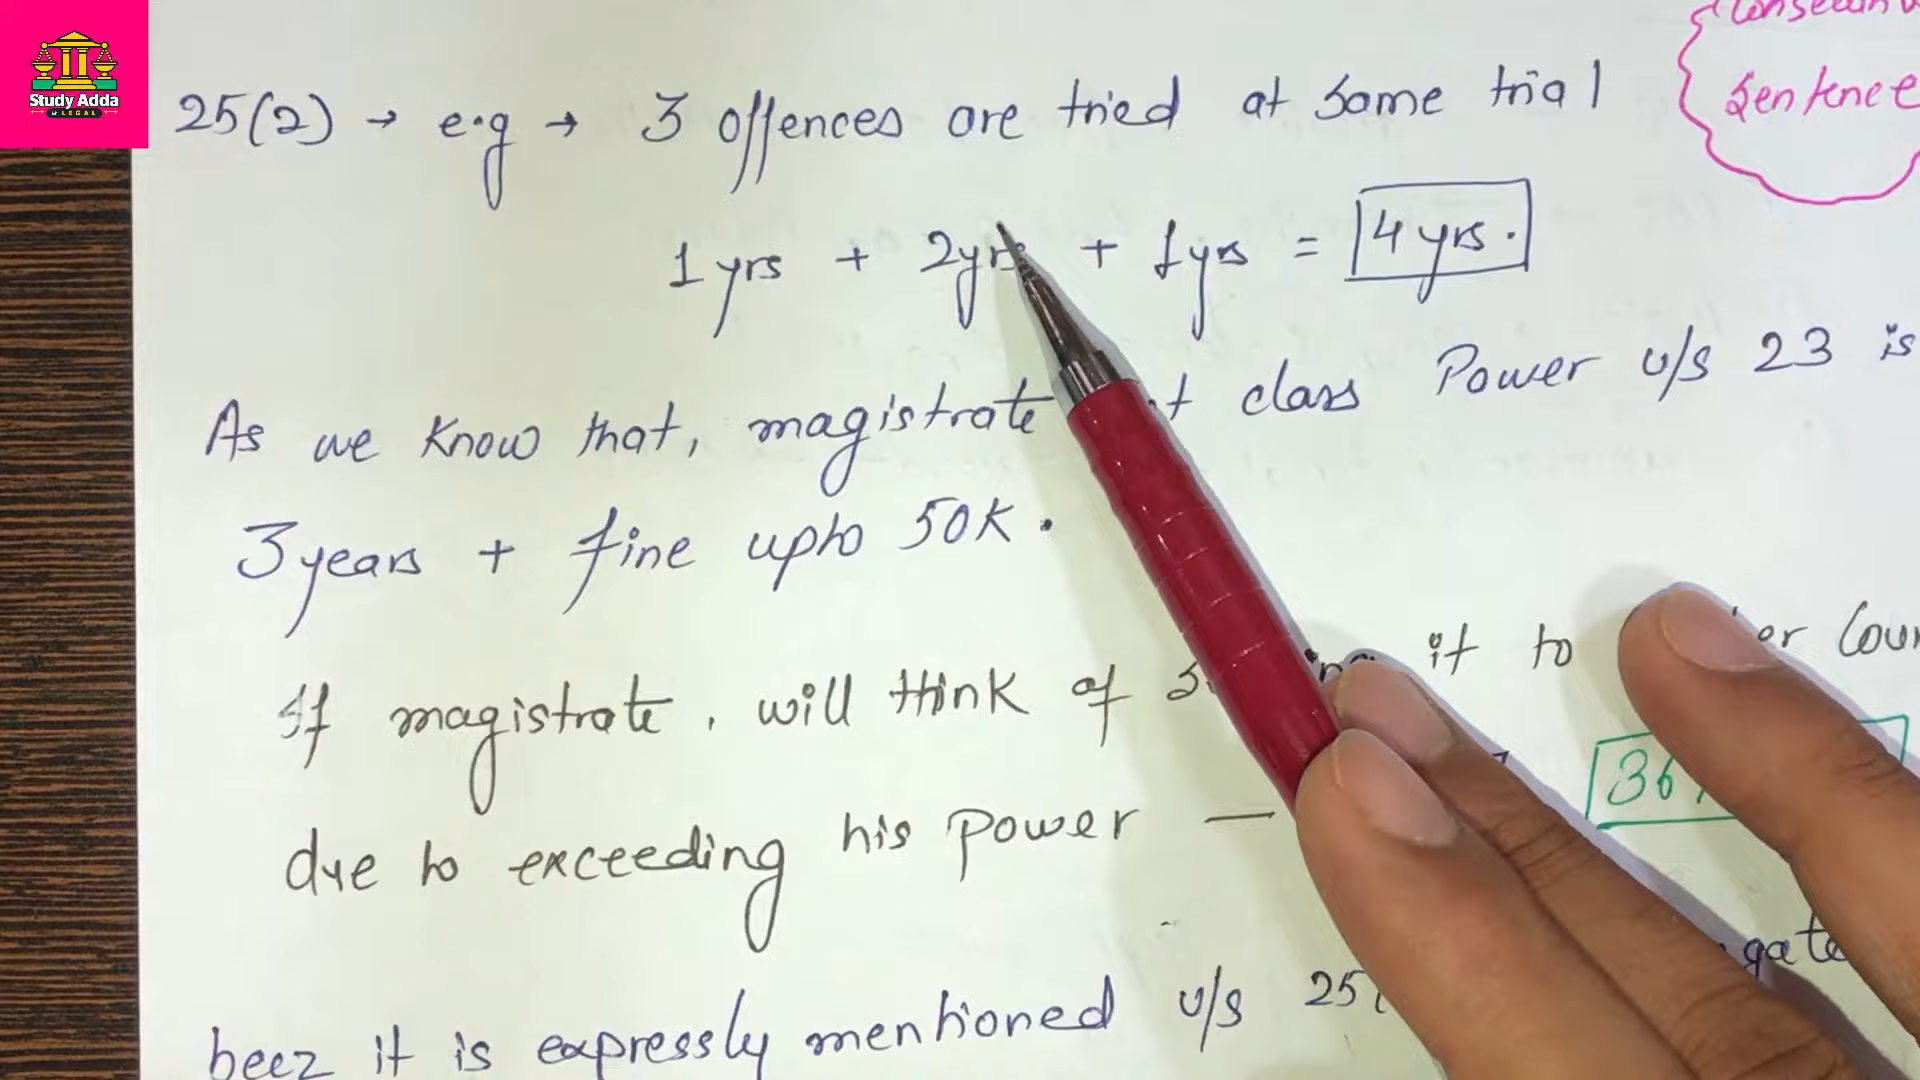 Study Adda
LEGAL
25(2) → e.g → 3 offences are tried at same trial
Sentence
1 yrs + 2yrs + 1yrs = 4 yrs.
As we know that, magistrate class Power u/s 23 is
3 years + fine upto 50K.
If magistrate, will think of it to
due to exceeding his power —
beez it is expressly mentioned u/s 25(